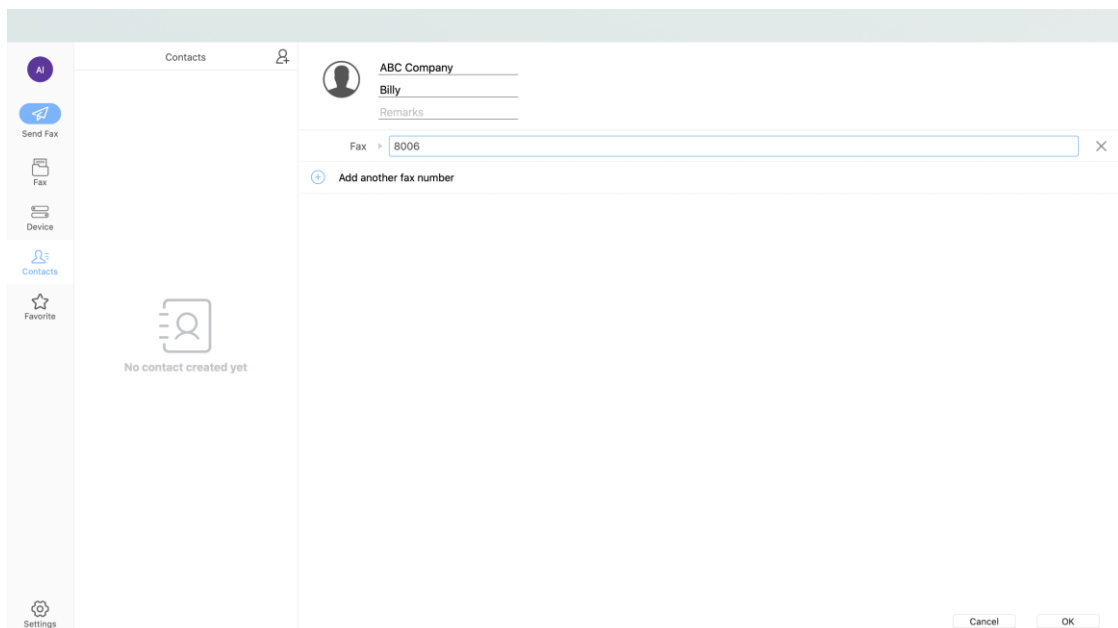 AI
Send Fax
Fax
Device
Contacts
Favorite
Settings
Contacts
No contact created yet
ABC Company
Billy
Remarks
Fax 8006
Add another fax number
Cancel OK